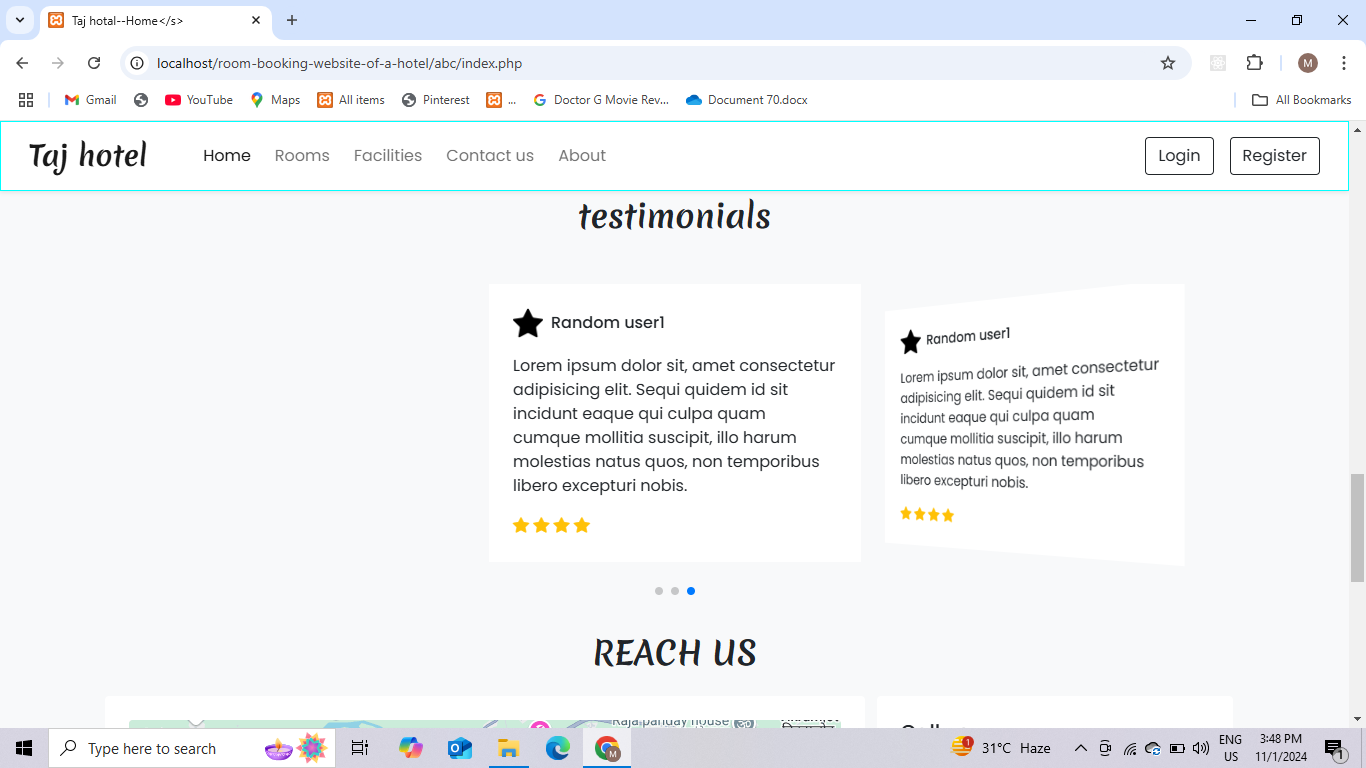 Taj hotal--Home</s>
localhost/room-booking-website-of-a-hotel/abc/index.php
M
Gmail
YouTube
Maps
All items
Pinterest
...
Doctor G Movie Rev...
Document 70.docx
All Bookmarks
Taj hotel
Home
Rooms
Facilities
Contact us
About
Login
Register
testimonials
Random user1
Lorem ipsum dolor sit, amet consectetur
adipisicing elit. Sequi quidem id sit
incidunt eaque qui culpa quam
cumque mollitia suscipit, illo harum
molestias natus quos, non temporibus
libero excepturi nobis.
Random user1
Lorem ipsum dolor sit, amet consectetur
adipisicing elit. Sequi quidem id sit
incidunt eaque qui culpa quam
cumque mollitia suscipit, illo harum
molestias natus quos, non temporibus
libero excepturi nobis.
REACH US
Raja panday house
30
Type here to search
M
1
31°C Haze
ENG
US
3:48 PM
11/1/2024
1